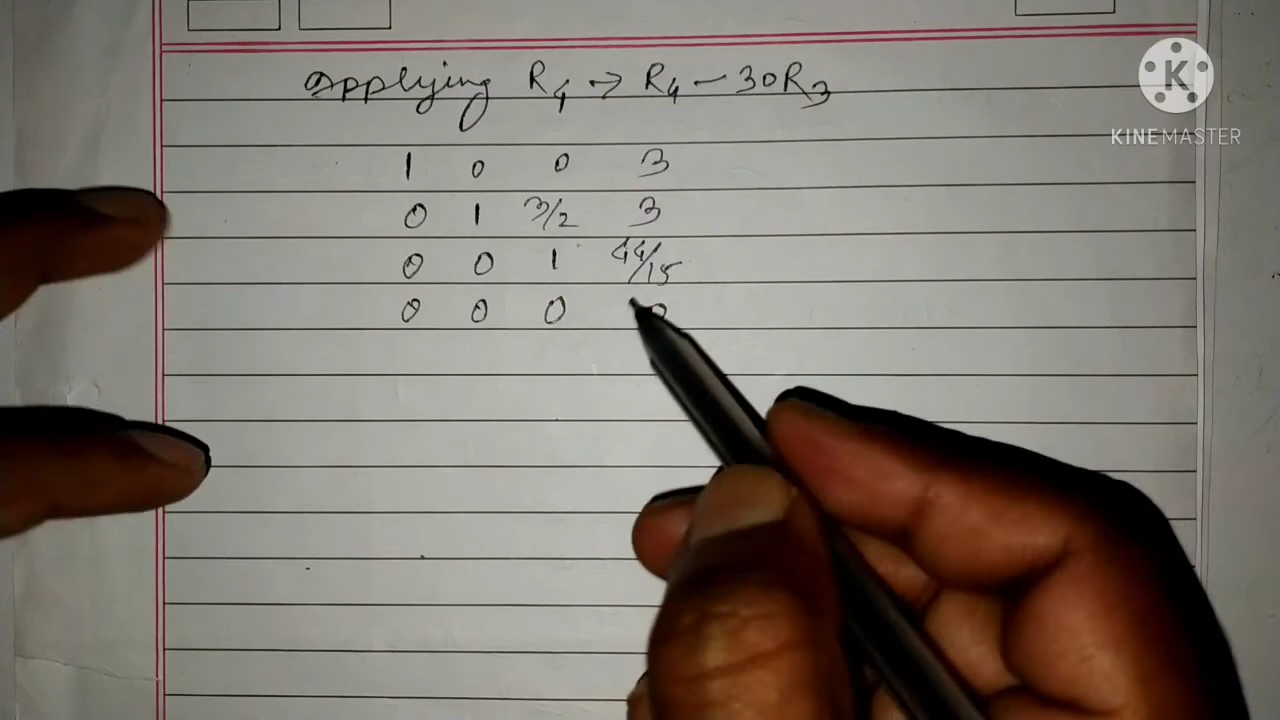 applying R4 → R4 – 30R3
K
KINEMASTER
1 0 0 3
0 1 3/2 3
0 0 1 44/15
0 0 0 0